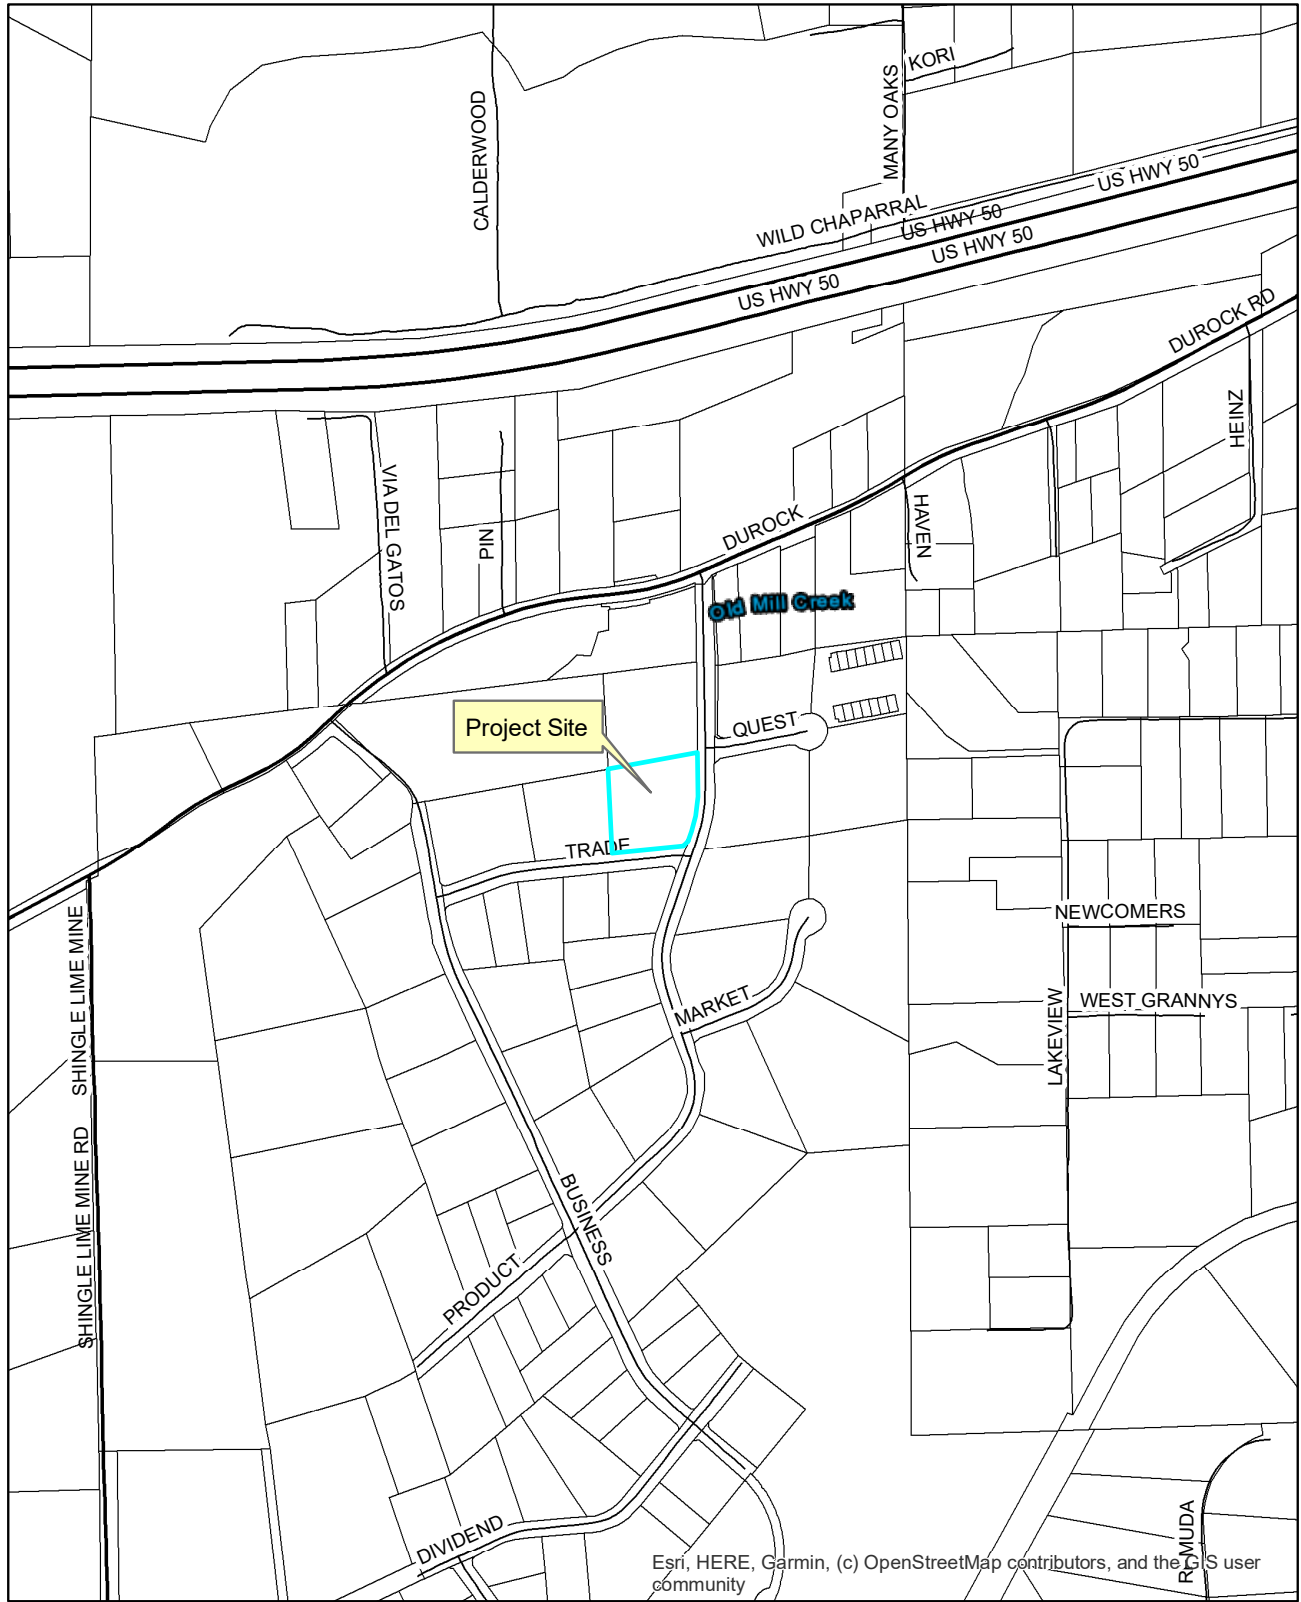 KORI
MANY OAKS
CALDERWOOD
US HWY 50
WILD CHAPARRAL
US HWY 50
US HWY 50
US HWY 50
DUROCK RD
HEINZ
VIA DEL GATOS
PIN
DUROCK
HAVEN
Old Mill Creek
Project Site
QUEST
TRADE
SHINGLE LIME MINE
NEWCOMERS
MARKET
LAKEVIEW
WEST GRANNYS
SHINGLE LIME MINE RD
BUSINESS
PRODUCT
DIVIDEND
Esri, HERE, Garmin, (c) OpenStreetMap contributors, and the GIS user
community